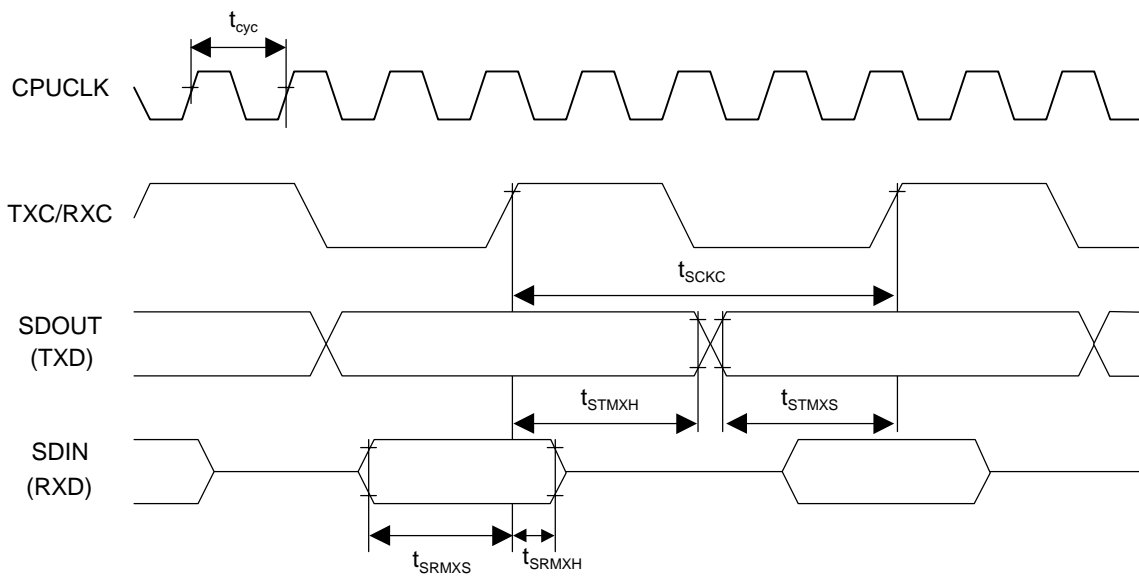 tcyc
CPUCLK
TXC/RXC
tSCKC
SDOUT
(TXD)
tSTMXH
tSTMXS
SDIN
(RXD)
tSRMXS
tSRMXH